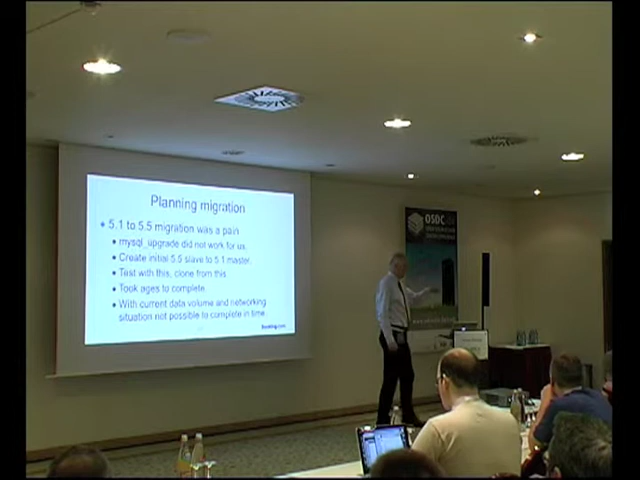 Planning migration
• 5.1 to 5.5 migration was a pain
• mysql_upgrade did not work for us.
• Create initial 5.5 slave to 5.1 master.
• Test with this, clone from this
• Took ages to complete.
• With current data volume and networking
situation not possible to complete in time.
Booking.com
OSDC